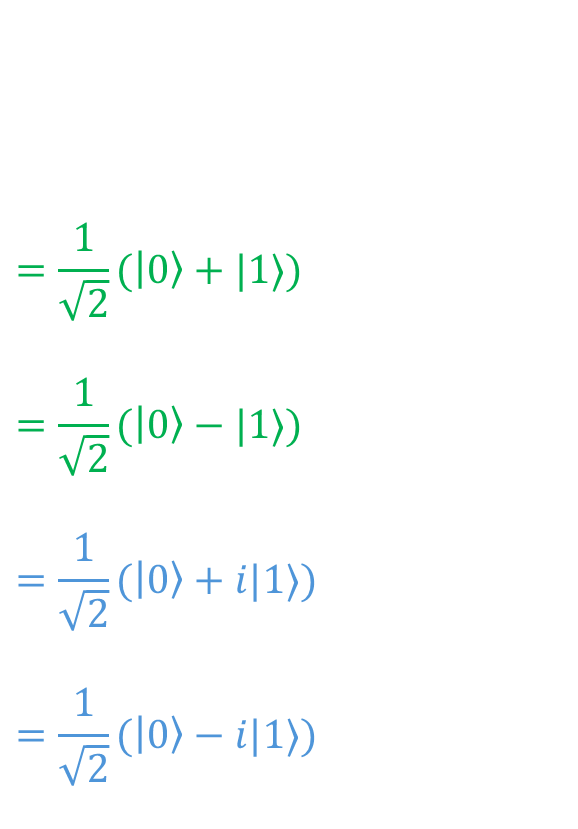 = 1/√2 (|0⟩ + |1⟩)
= 1/√2 (|0⟩ − |1⟩)
= 1/√2 (|0⟩ + i|1⟩)
= 1/√2 (|0⟩ − i|1⟩)